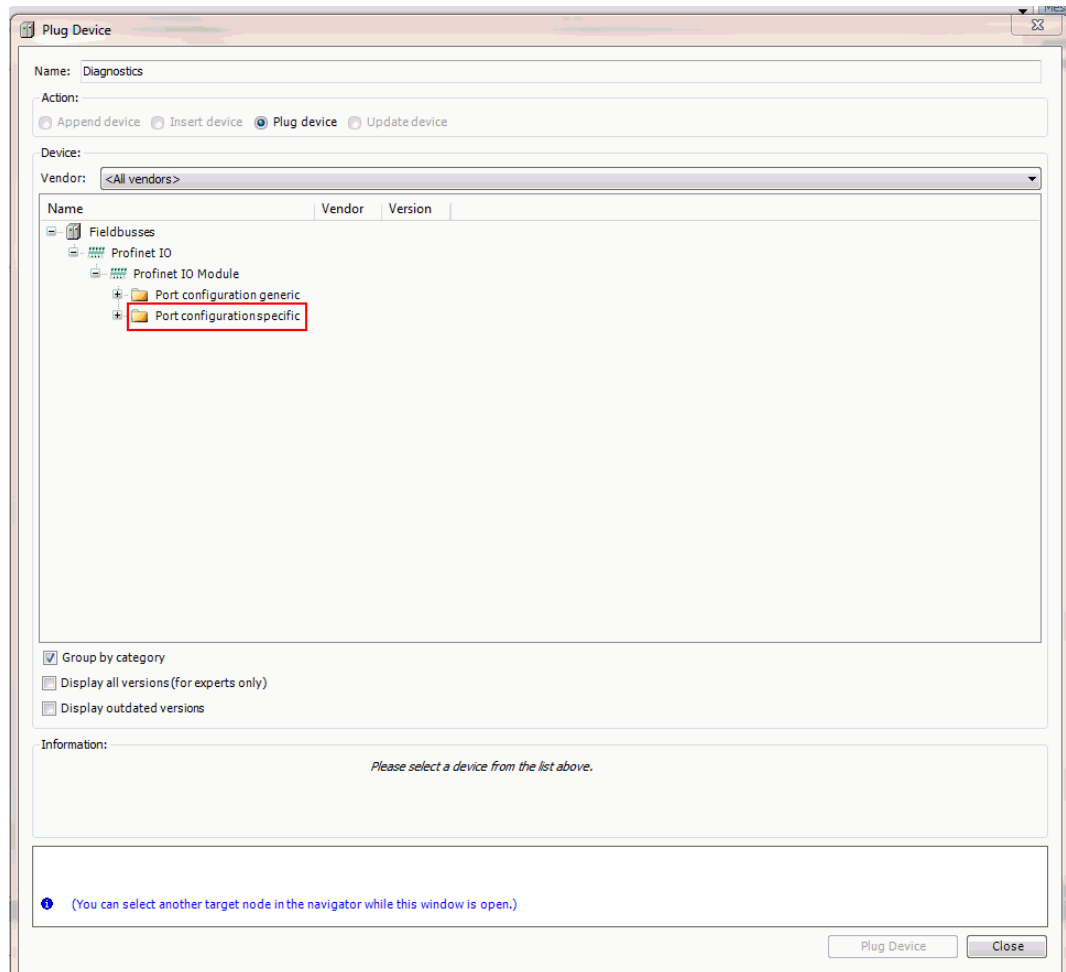 Mes
Plug Device
Name: Diagnostics
Action:
Append device Insert device Plug device Update device
Device:
Vendor: <All vendors>
Name Vendor Version
Fieldbusses
Profinet IO
Profinet IO Module
Port configuration generic
Port configuration specific
Group by category
Display all versions (for experts only)
Display outdated versions
Information:
Please select a device from the list above.
(You can select another target node in the navigator while this window is open.)
Plug Device Close